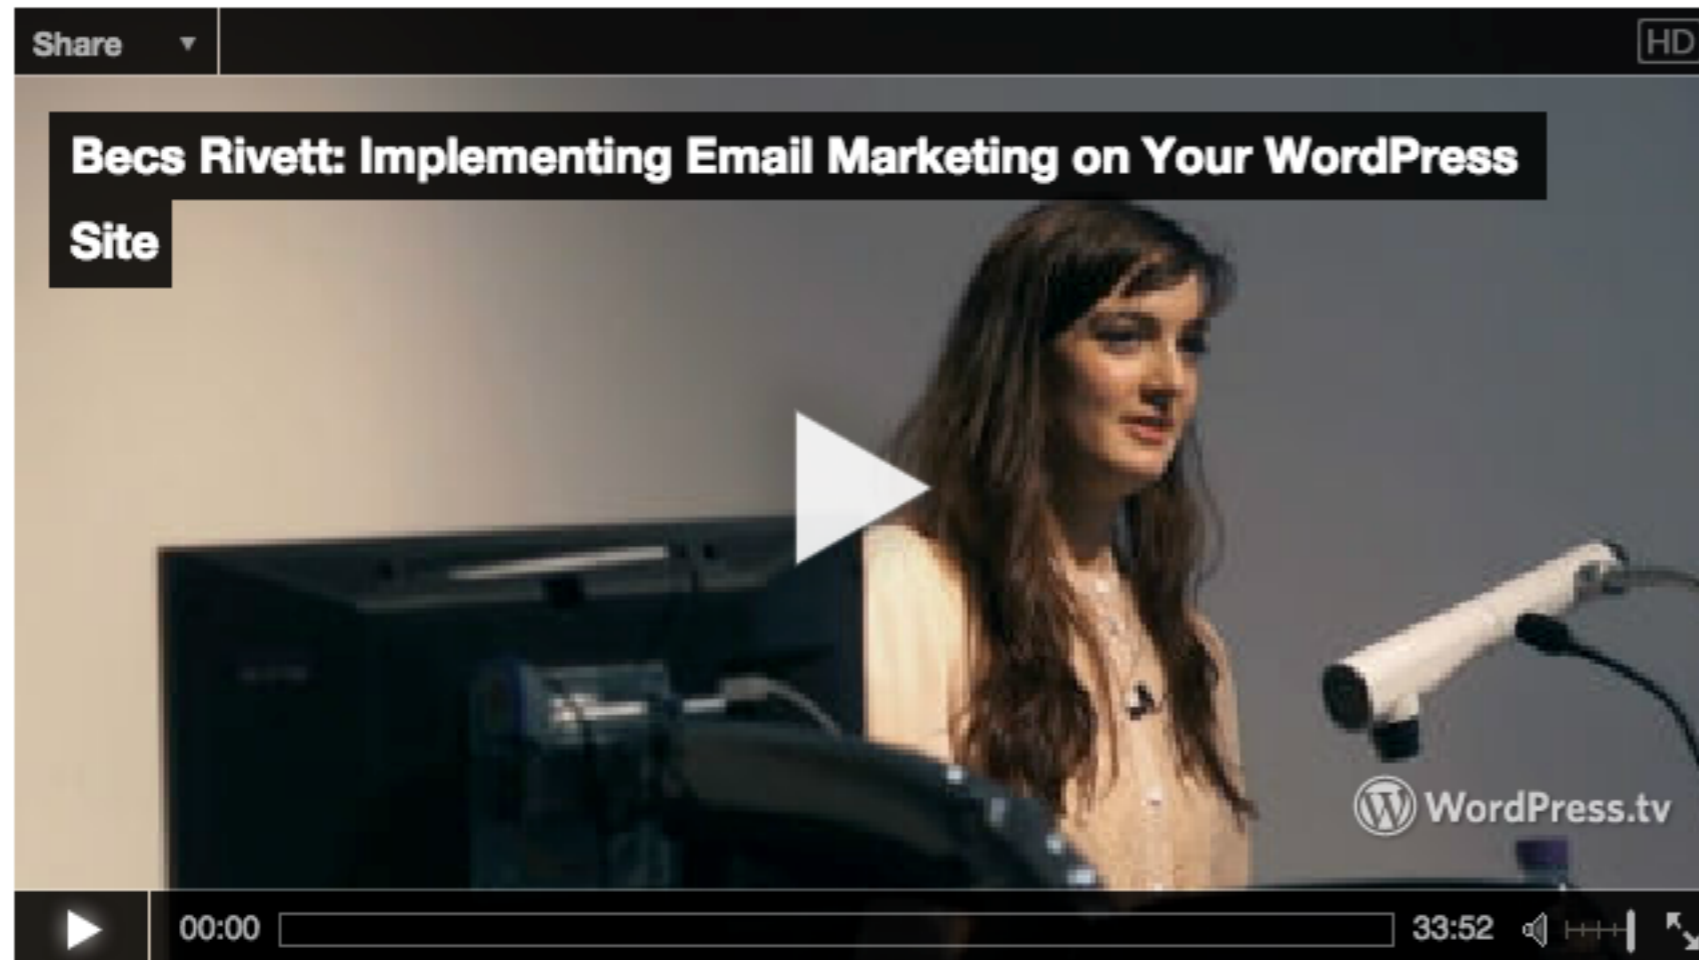 Share
HD
Becs Rivett: Implementing Email Marketing on Your WordPress
Site
WordPress.tv
00:00
33:52